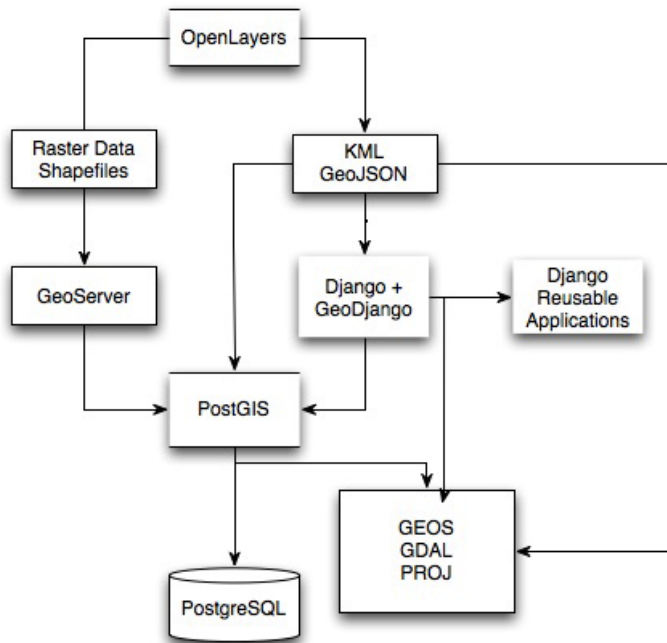 OpenLayers
Raster Data
Shapefiles
KML
GeoJSON
GeoServer
Django +
GeoDjango
Django
Reusable
Applications
PostGIS
GEOS
GDAL
PROJ
PostgreSQL